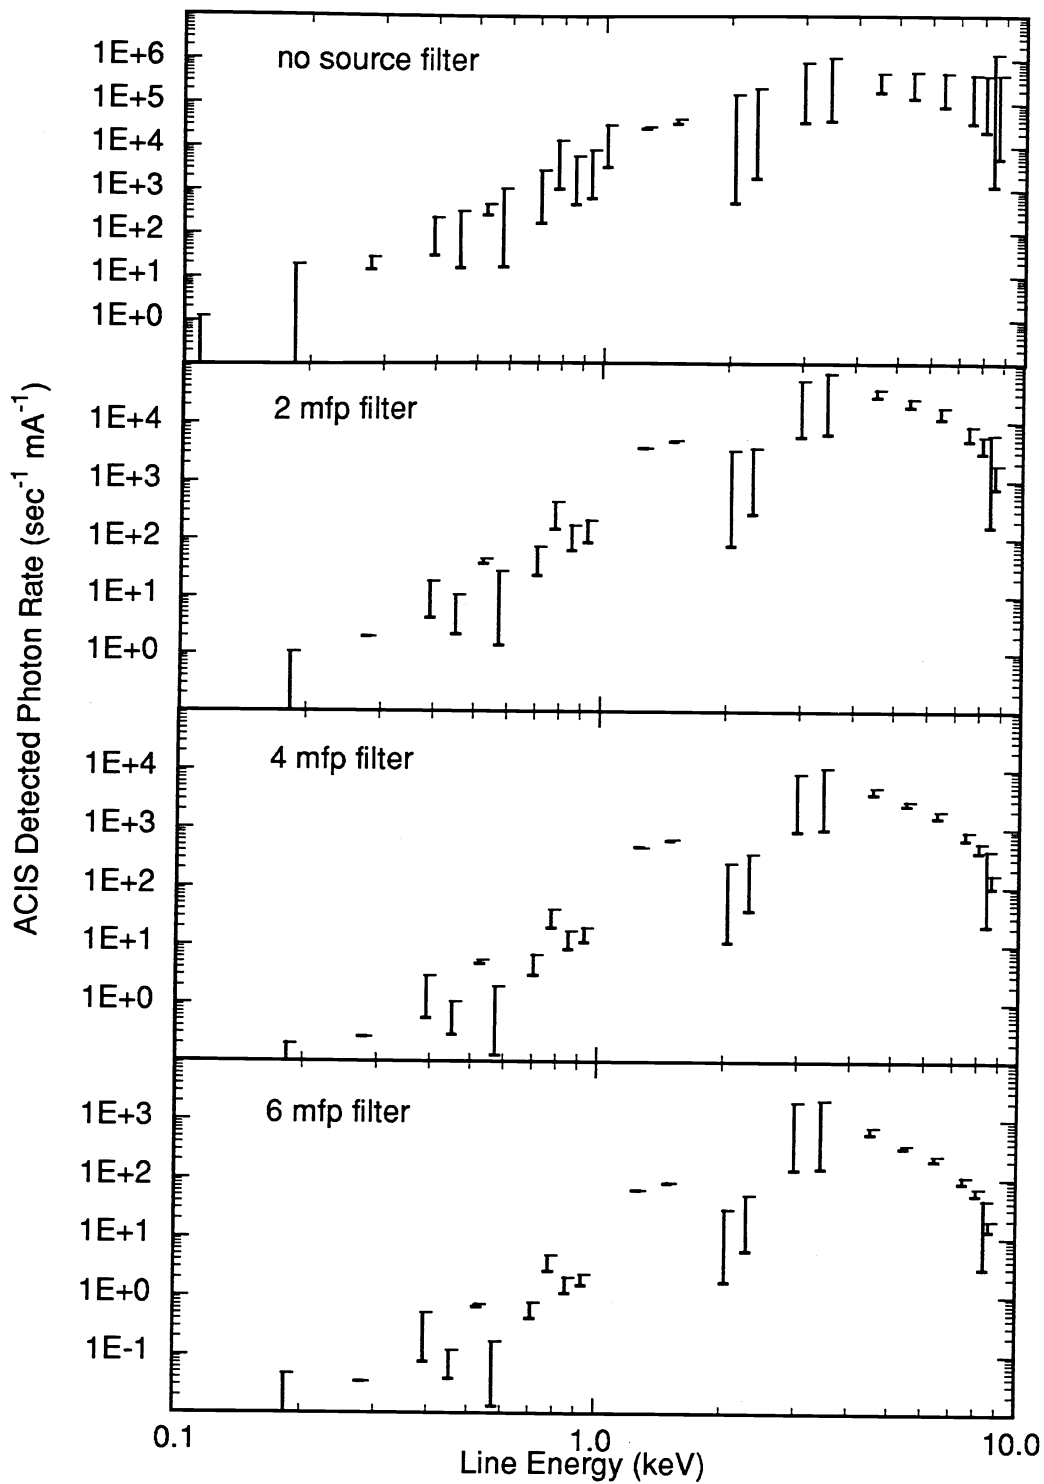 no source filter
1E+6
1E+5
1E+4
1E+3
1E+2
1E+1
1E+0
2 mfp filter
1E+4
1E+3
1E+2
1E+1
1E+0
4 mfp filter
1E+4
1E+3
1E+2
1E+1
1E+0
6 mfp filter
1E+3
1E+2
1E+1
1E+0
1E-1
ACIS Detected Photon Rate (sec⁻¹ mA⁻¹)
0.1
1.0
10.0
Line Energy (keV)